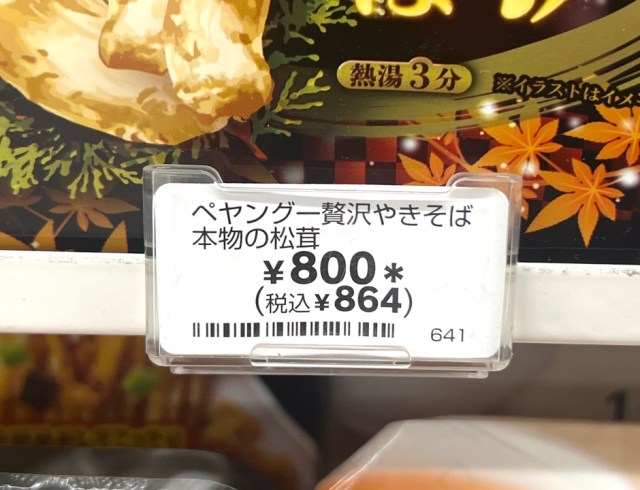 熱湯3分
※イラストはイメ
ペヤング一贅沢やきそば
本物の松茸
¥800*
(税込¥864)
641